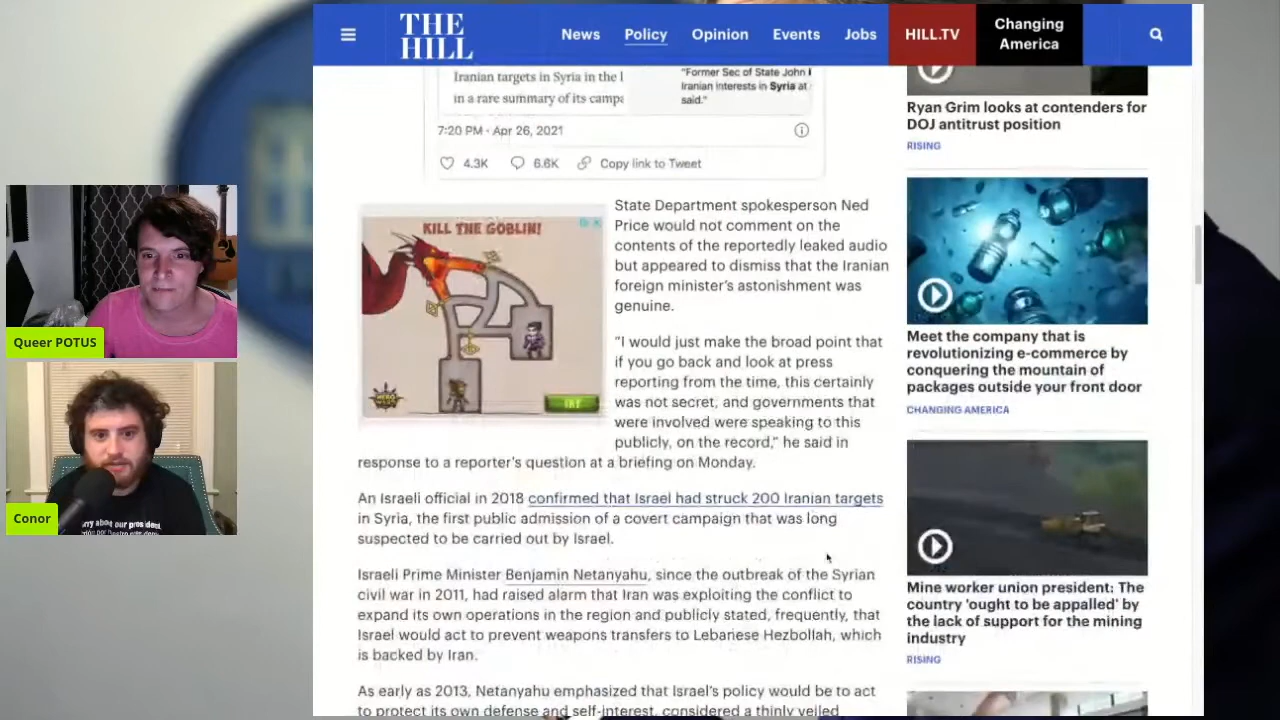 THE
HILL
News Policy Opinion Events Jobs HILL.TV Changing
America
Iranian targets in Syria in the l
in a rare summary of its campa
"Former Sec of State John
Iranian interests in Syria at
said."
7:20 PM · Apr 26, 2021
4.3K 6.6K Copy link to Tweet
KILL THE GOBLIN!
State Department spokesperson Ned
Price would not comment on the
contents of the reportedly leaked audio
but appeared to dismiss that the Iranian
foreign minister's astonishment was
genuine.
"I would just make the broad point that
if you go back and look at press
reporting from the time, this certainly
was not secret, and governments that
were involved were speaking to this
publicly, on the record," he said in
response to a reporter's question at a briefing on Monday.
An Israeli official in 2018 confirmed that Israel had struck 200 Iranian targets
in Syria, the first public admission of a covert campaign that was long
suspected to be carried out by Israel.
Israeli Prime Minister Benjamin Netanyahu, since the outbreak of the Syrian
civil war in 2011, had raised alarm that Iran was exploiting the conflict to
expand its own operations in the region and publicly stated, frequently, that
Israel would act to prevent weapons transfers to Lebanese Hezbollah, which
is backed by Iran.
As early as 2013, Netanyahu emphasized that Israel's policy would be to act
to protect its own defense and self-interest, considered a thinly veiled
Ryan Grim looks at contenders for
DOJ antitrust position
RISING
Meet the company that is
revolutionizing e-commerce by
conquering the mountain of
packages outside your front door
CHANGING AMERICA
Mine worker union president: The
country 'ought to be appalled' by
the lack of support for the mining
industry
RISING
Queer POTUS
Conor